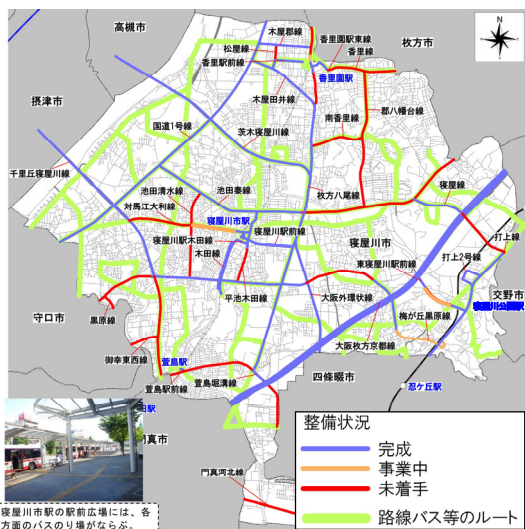 高槻市
木屋郡線
松屋線
香里駅前線
香里園駅東線
香里線
枚方市
香里園駅
摂津市
木屋田井線
国道1号線
茨木寝屋川線
南香里線
郡八幡台線
千里丘寝屋川線
池田清水線
池田秦線
枚方八尾線
寝屋線
対馬江大利線
寝屋川市駅
寝屋川駅前線
打上線
寝屋川駅木田線
寝屋川市
打上2号線
木田線
東寝屋川駅前線
交野市
寝屋川公園駅
守口市
平池木田線
大阪外環状線
梅が丘黒原線
黒原線
大阪枚方京都線
御幸東西線
萱島駅
四條畷市
忍ケ丘駅
萱島駅前線
萱島堀溝線
門真市
門真河北線
整備状況
完成
事業中
未着手
路線バス等のルート
寝屋川市駅の駅前広場には、各
方面のバスのり場がならぶ。